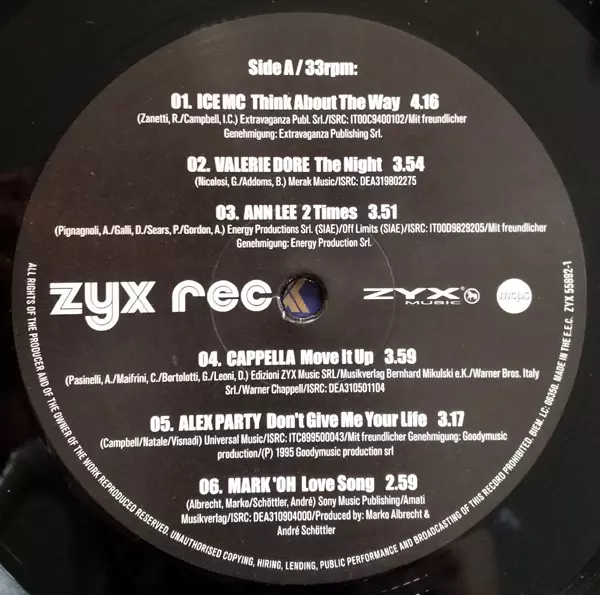 Side A / 33rpm:
01. ICE MC Think About The Way 4.16
(Zanetti, R./Campbell, I.C.) Extravaganza Publ. Srl./ISRC: IT00C9400102/Mit freundlicher
Genehmigung: Extravaganza Publishing Srl.
02. VALERIE DORE The Night 3.54
(Nicolosi, G./Addoms, B.) Merak Music/ISRC: DEA319802275
03. ANN LEE 2 Times 3.51
(Pignagnoli, A./Galli, D./Sears, P./Gordon, A.) Energy Productions Srl. (SIAE)/Off Limits (SIAE)/ISRC: IT00D9829205/Mit freundlicher
Genehmigung: Energy Production Srl.
zyx rec
ZYX®
MUSIC
mcps
04. CAPPELLA Move It Up 3.59
(Pasinelli, A./Maifrini, C./Bortolotti, G./Leoni, D.) Edizioni ZYX Music SRL/Musikverlag Bernhard Mikulski e.K./Warner Bros. Italy
Srl./Warner Chappell/ISRC: DEA310501104
05. ALEX PARTY Don't Give Me Your Life 3.17
(Campbell/Natale/Visnadi) Universal Music/ISRC: ITC899500043/Mit freundlicher Genehmigung: Goodymusic
production/(P) 1995 Goodymusic production srl
06. MARK 'OH Love Song 2.59
(Albrecht, Marko/Schöttler, André) Sony Music Publishing/Amati
Musikverlag/ISRC: DEA310904000/Produced by: Marko Albrecht &
André Schöttler
ALL RIGHTS OF THE PRODUCER AND OF THE OWNER OF THE WORK REPRODUCED RESERVED. UNAUTHORISED COPYING, HIRING, LENDING, PUBLIC PERFORMANCE AND BROADCASTING OF THIS RECORD PROHIBITED. BIEM. LC: 06350. MADE IN THE E.E.C. ZYX 55892-1